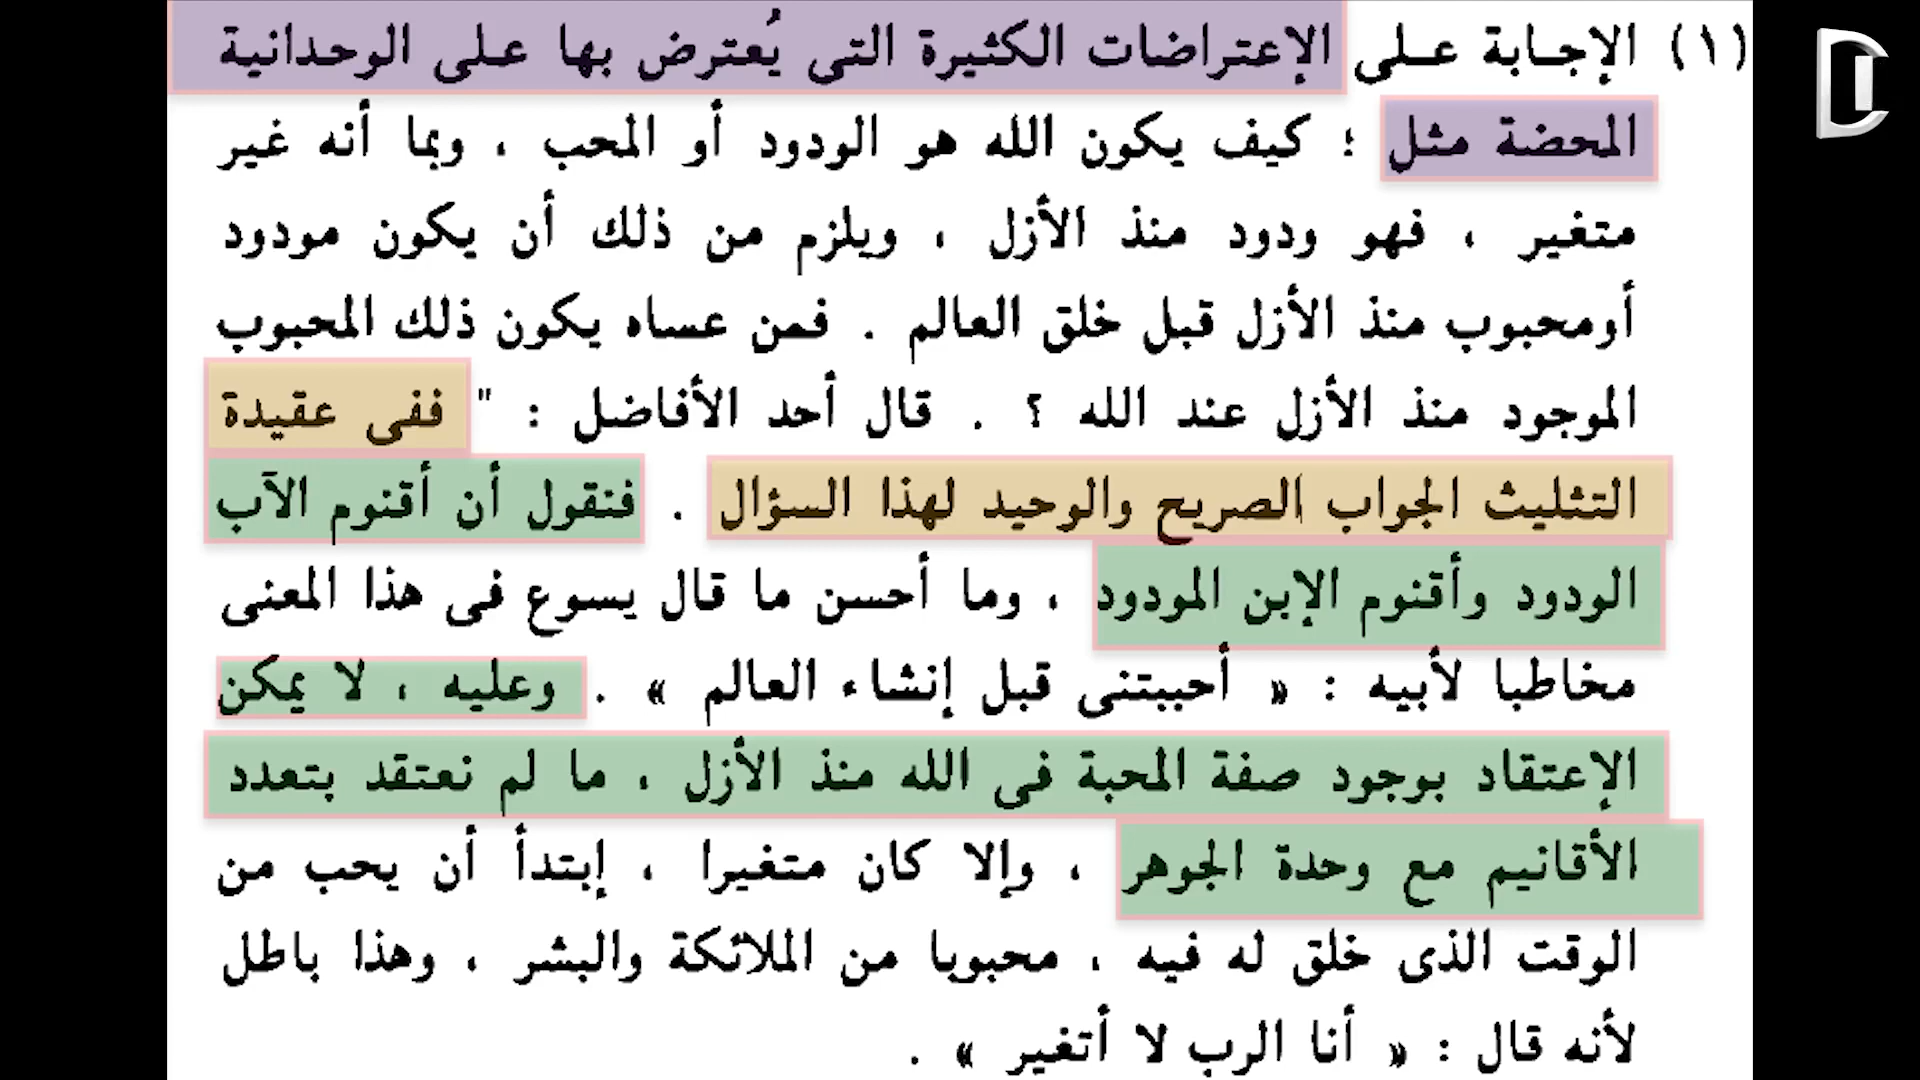 (١) الإجـابة عـلى الإعتراضات الكثيرة التى يُعترض بها عـلى الوحدانية
المحضة مثل ؛ كيف يكون الله هو الودود أو المحب ، وبما أنه غير
متغير ، فهو ودود منذ الأزل ، ويلزم من ذلك أن يكون مودود
أومحبوب منذ الأزل قبل خلق العالم . فمن عساه يكون ذلك المحبوب
الموجود منذ الأزل عند الله ؟ . قال أحد الأفاضل : " ففى عقيدة
التثليث الجواب الصريح والوحيد لهذا السؤال . فنقول أن أقنوم الآب
الودود وأقنوم الإبن المودود ، وما أحسن ما قال يسوع فى هذا المعنى
مخاطبا لأبيه : « أحببتنى قبل إنشاء العالم » . وعليه ، لا يمكن
الإعتقاد بوجود صفة المحبة فى الله منذ الأزل ، ما لم نعتقد بتعدد
الأقانيم مع وحدة الجوهر ، وإلا كان متغيرا ، إبتدأ أن يحب من
الوقت الذى خلق له فيه ، محبوبا من الملائكة والبشر ، وهذا باطل
لأنه قال : « أنا الرب لا أتغير » .